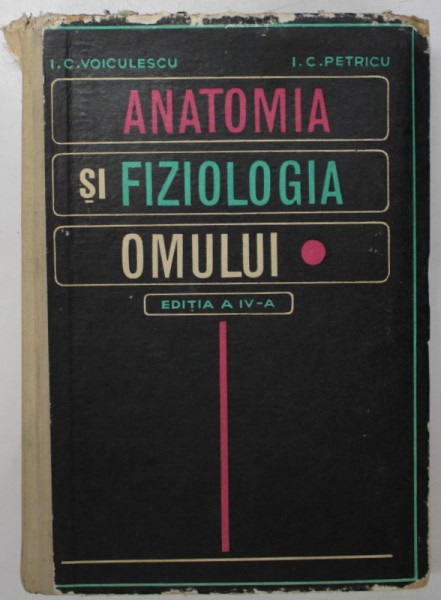 I.C.VOICULESCU I.C.PETRICU
ANATOMIA
ȘI FIZIOLOGIA
OMULUI
EDIȚIA A IV-A